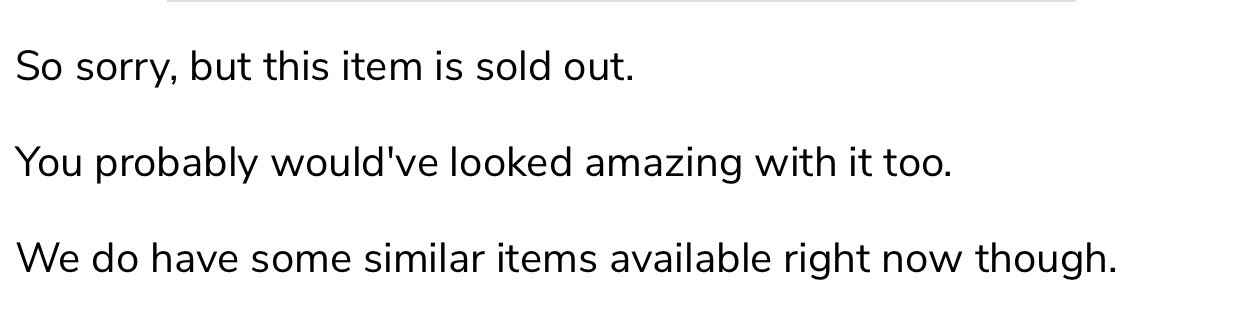 So sorry, but this item is sold out.
You probably would've looked amazing with it too.
We do have some similar items available right now though.